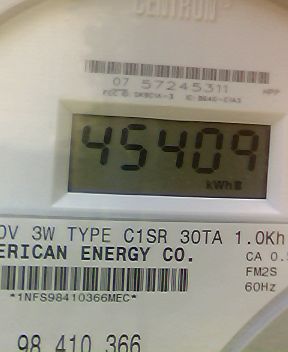 CENTRON
07 57245311
45409
kWh
0V 3W TYPE C1SR 30TA 1.0Kh
ERICAN ENERGY CO.
CA 0.5
FM2S
*1NFS98410366MEC*
60Hz
98 410 366